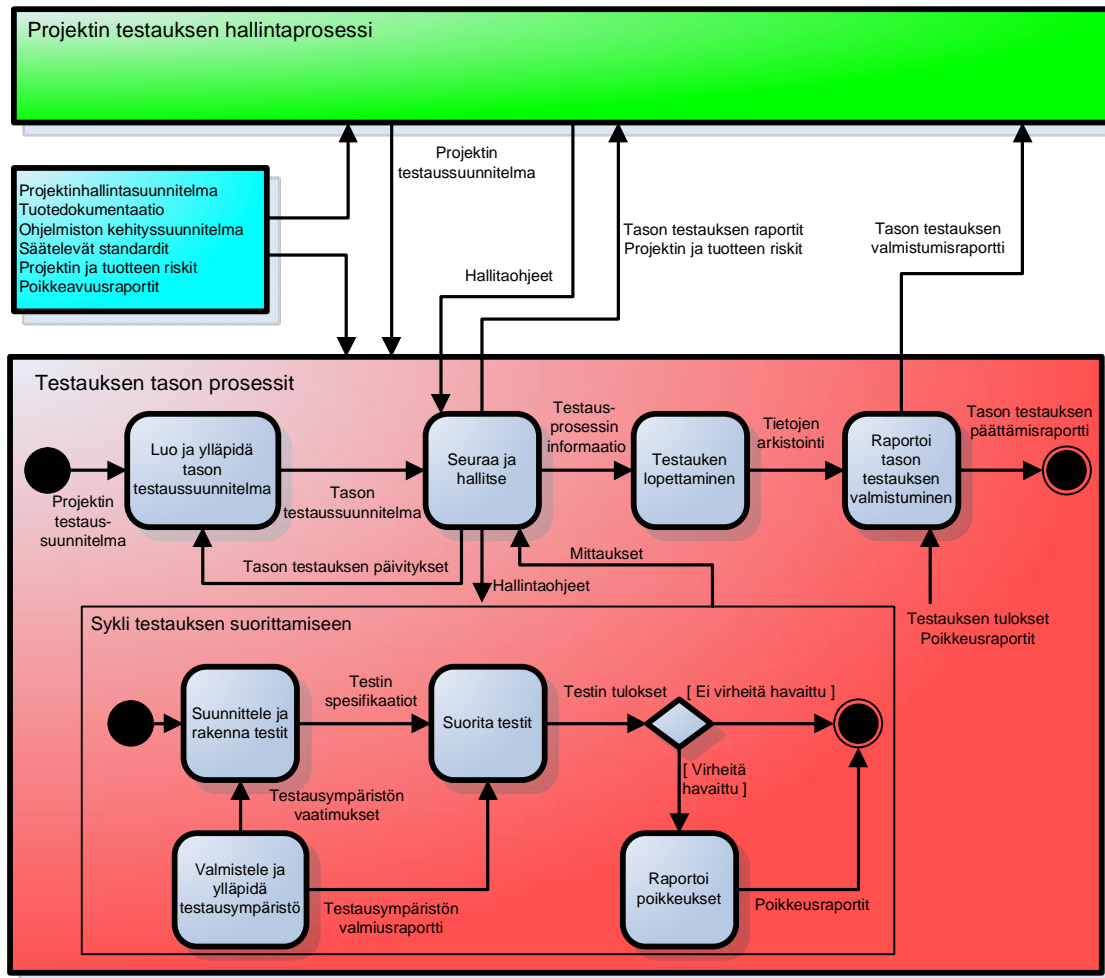 Projektin testauksen hallintaprosessi
Projektin
testaussuunnitelma
Projektinhallintasuunnitelma
Tuotedokumentaatio
Ohjelmiston kehityssuunnitelma
Säätelevät standardit
Projektin ja tuotteen riskit
Poikkeavuusraportit
Hallitaohjeet
Tason testauksen raportit
Projektin ja tuotteen riskit
Tason testauksen
valmistumisraportti
Testauksen tason prosessit
Luo ja ylläpidä
tason
testaussuunnitelma
Seuraa ja
hallitse
Testaus-
prosessin
informaatio
Testauken
lopettaminen
Tietojen
arkistointi
Raportoi
tason
testauksen
valmistuminen
Tason testauksen
päättämisraportti
Projektin
testaus-
suunnitelma
Tason
testaussuunnitelma
Tason testauksen päivitykset
Hallintaohjeet
Mittaukset
Testauksen tulokset
Poikkeusraportit
Sykli testauksen suorittamiseen
Suunnittele ja
rakenna testit
Testin
spesifikaatiot
Suorita testit
Testin tulokset
[ Ei virheitä havaittu ]
[ Virheitä
havaittu ]
Testausympäristön
vaatimukset
Valmistele ja
ylläpidä
testausympäristö
Testausympäristön
valmiusraportti
Raportoi
poikkeukset
Poikkeusraportit